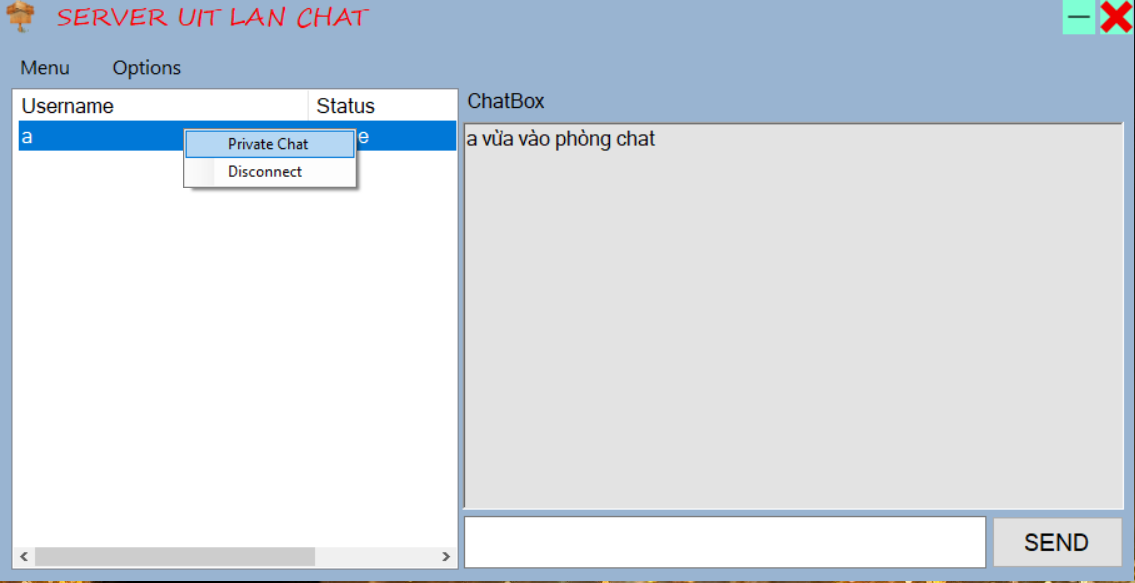 SERVER UIT LAN CHAT
Menu Options
Username Status
a
Private Chat
Disconnect
ChatBox
a vừa vào phòng chat
SEND